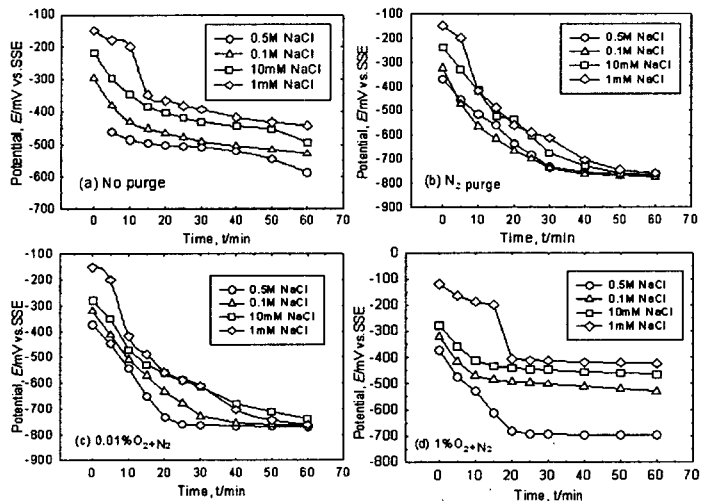 -100
-200
-300
-400
-500
-600
-700
Potential, E/mV vs.SSE
0.5M NaCl
0.1M NaCl
10mM NaCl
1mM NaCl
(a) No purge
0 10 20 30 40 50 60 70
Time, t/min
-100
-200
-300
-400
-500
-600
-700
-800
-900
Potential, E/mV vs.SSE
0.5M NaCl
0.1M NaCl
10mM NaCl
1mM NaCl
(b) N2 purge
0 10 20 30 40 50 60 70
Time, t/min
-100
-200
-300
-400
-500
-600
-700
-800
-900
Potential, E/mV vs.SSE
0.5M NaCl
0.1M NaCl
10mM NaCl
1mM NaCl
(c) 0.01%O2+N2
0 10 20 30 40 50 60 70
Time, t/min
0
-100
-200
-300
-400
-500
-600
-700
-800
Potential, E/mV vs.SSE
0.5M NaCl
0.1M NaCl
10mM NaCl
1mM NaCl
(d) 1%O2+N2
0 10 20 30 40 50 60 70
Time, t/min